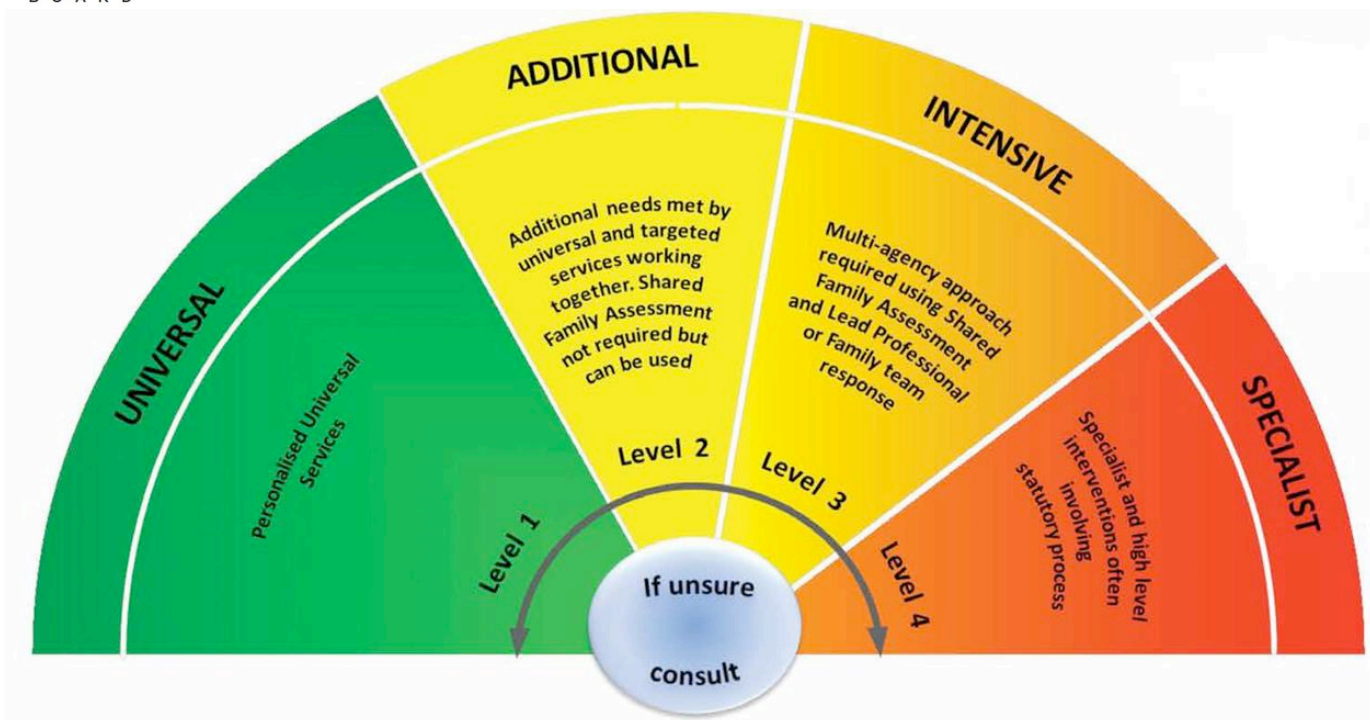 BOARD
UNIVERSAL
Personalised Universal
Services
Level 1
ADDITIONAL
Additional needs met by
universal and targeted
services working
together. Shared
Family Assessment
not required but
can be used
Level 2
INTENSIVE
Multi-agency approach
required using Shared
Family Assessment
and Lead Professional
or Family team
response
Level 3
SPECIALIST
Specialist and high level
interventions often
involving
statutory process
Level 4
If unsure
consult